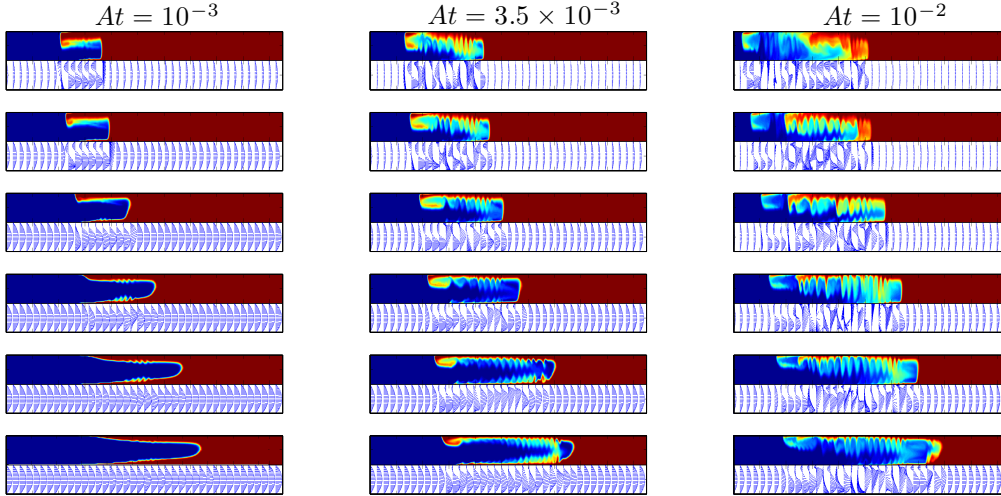 At = 10⁻³
At = 3.5 × 10⁻³
At = 10⁻²